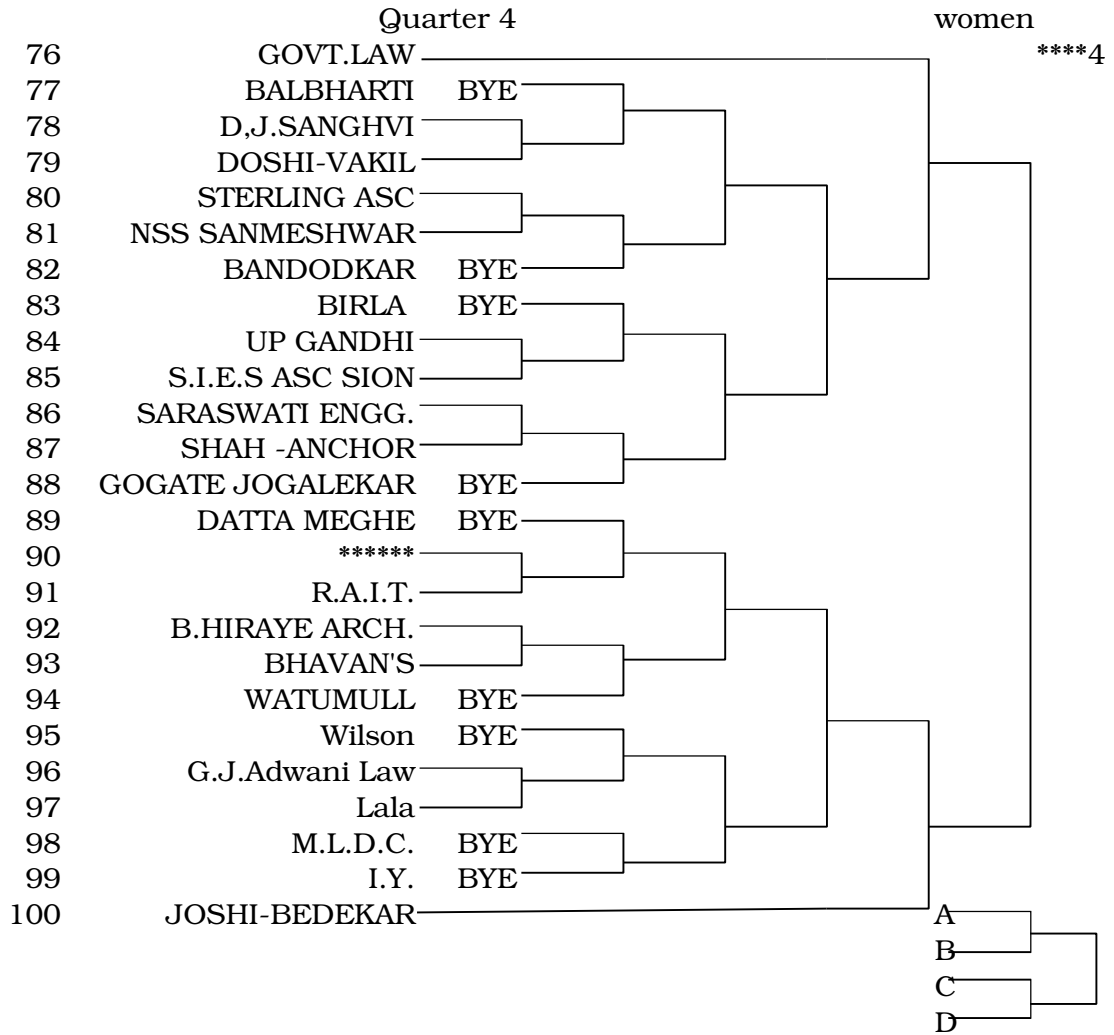 Quarter 4 women
76 GOVT.LAW ****4
77 BALBHARTI BYE
78 D,J.SANGHVI
79 DOSHI-VAKIL
80 STERLING ASC
81 NSS SANMESHWAR
82 BANDODKAR BYE
83 BIRLA BYE
84 UP GANDHI
85 S.I.E.S ASC SION
86 SARASWATI ENGG.
87 SHAH -ANCHOR
88 GOGATE JOGALEKAR BYE
89 DATTA MEGHE BYE
90 ******
91 R.A.I.T.
92 B.HIRAYE ARCH.
93 BHAVAN'S
94 WATUMULL BYE
95 Wilson BYE
96 G.J.Adwani Law
97 Lala
98 M.L.D.C. BYE
99 I.Y. BYE
100 JOSHI-BEDEKAR A
B
C
D